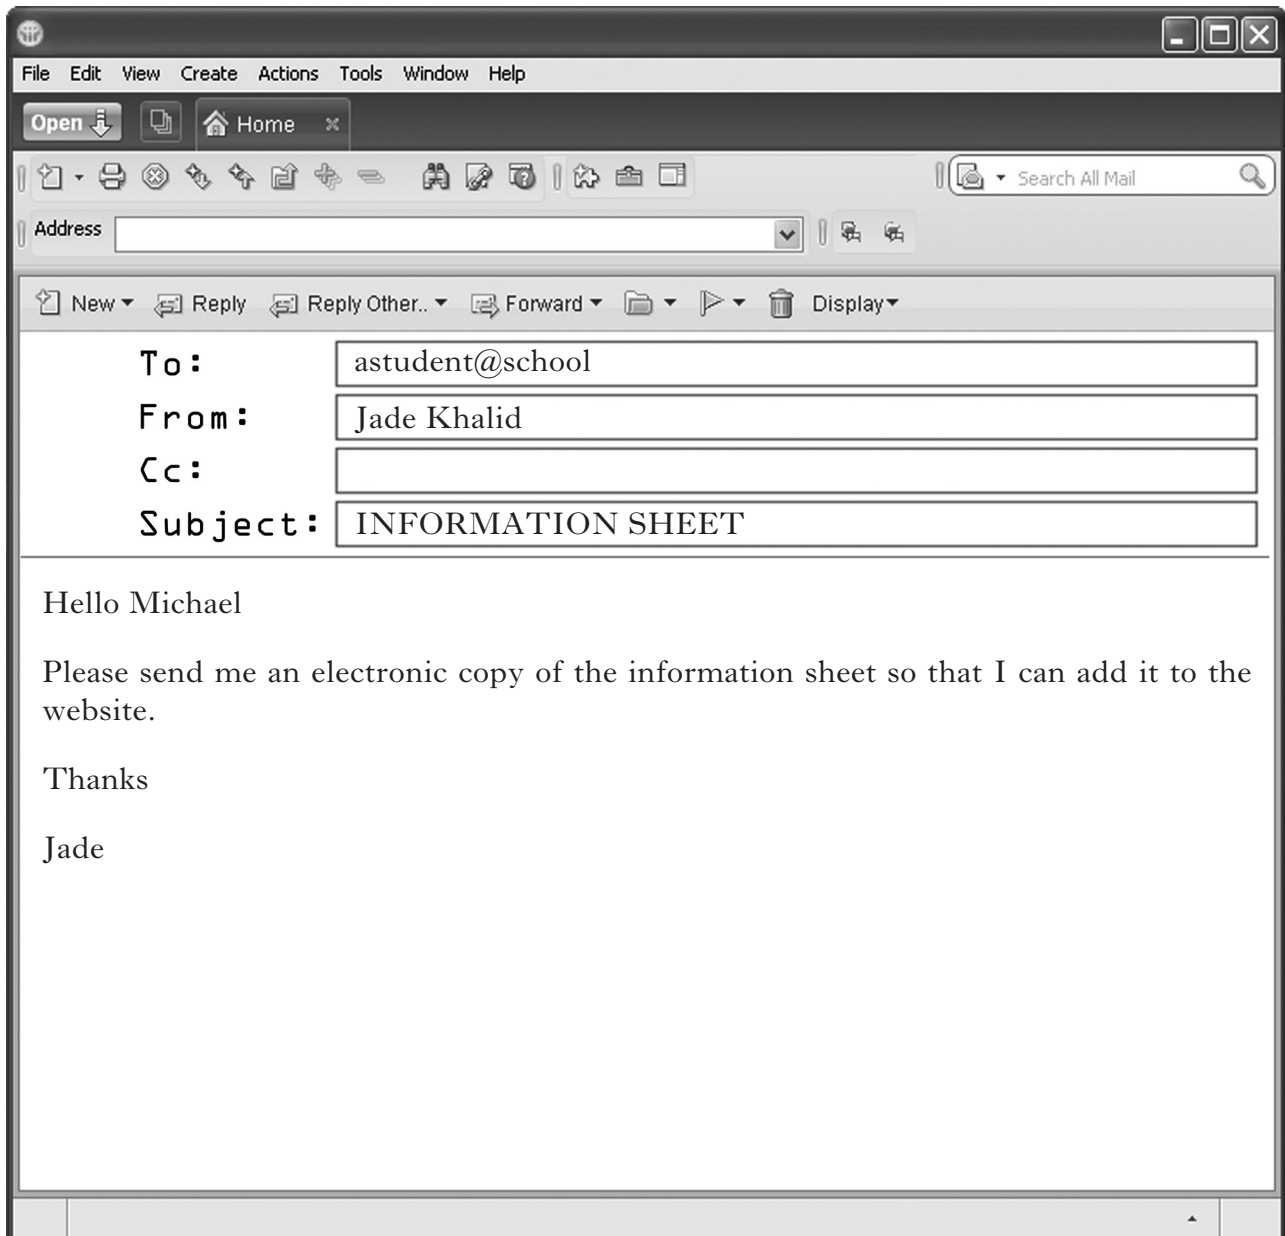 File Edit View Create Actions Tools Window Help
Open Home
Search All Mail
Address
New Reply Reply Other.. Forward Display
To: astudent@school
From: Jade Khalid
Cc:
Subject: INFORMATION SHEET
Hello Michael
Please send me an electronic copy of the information sheet so that I can add it to the
website.
Thanks
Jade